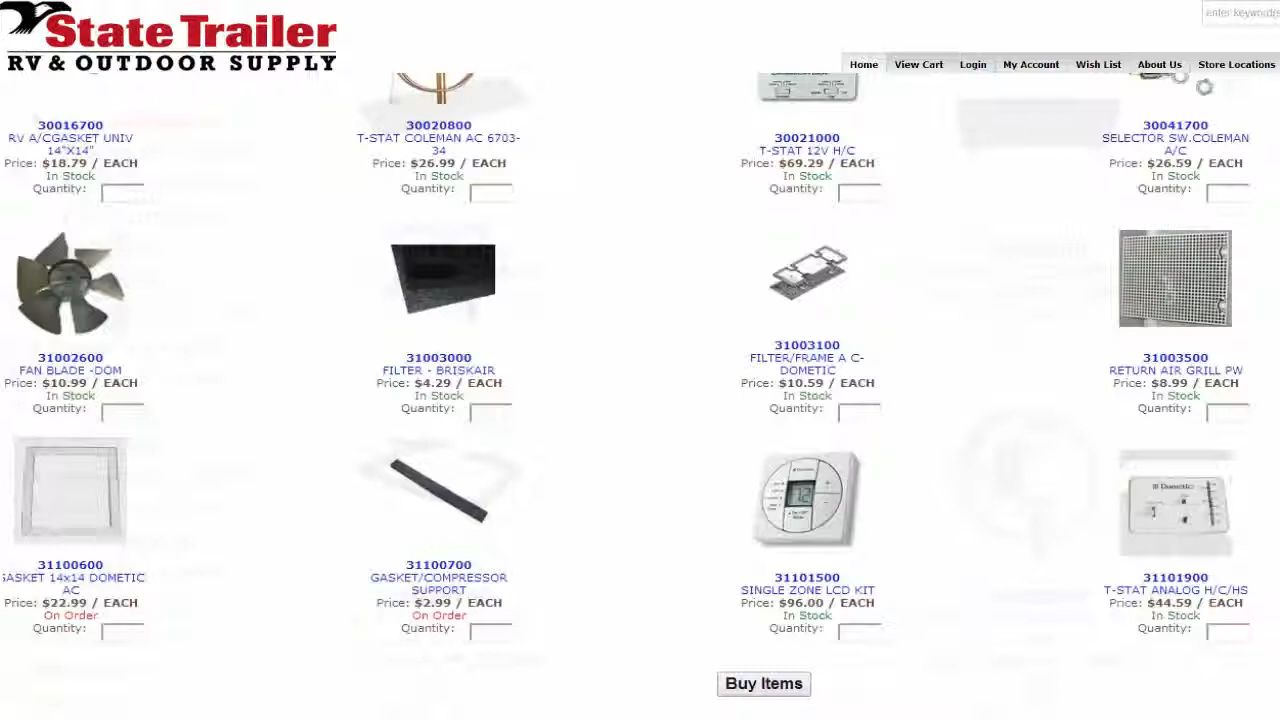 State Trailer
RV & OUTDOOR SUPPLY
enter keyword(s
Home View Cart Login My Account Wish List About Us Store Locations
30016700
RV A/CGASKET UNIV
14"X14"
Price: $18.79 / EACH
In Stock
Quantity:
30020800
T-STAT COLEMAN AC 6703-
34
Price: $26.99 / EACH
In Stock
Quantity:
30021000
T-STAT 12V H/C
Price: $69.29 / EACH
In Stock
Quantity:
30041700
SELECTOR SW.COLEMAN
A/C
Price: $26.59 / EACH
In Stock
Quantity:
31002600
FAN BLADE -DOM
Price: $10.99 / EACH
In Stock
Quantity:
31003000
FILTER - BRISKAIR
Price: $4.29 / EACH
In Stock
Quantity:
31003100
FILTER/FRAME A C-
DOMETIC
Price: $10.59 / EACH
In Stock
Quantity:
31003500
RETURN AIR GRILL PW
Price: $8.99 / EACH
In Stock
Quantity:
31100600
GASKET 14x14 DOMETIC
AC
Price: $22.99 / EACH
On Order
Quantity:
31100700
GASKET/COMPRESSOR
SUPPORT
Price: $2.99 / EACH
On Order
Quantity:
72
31101500
SINGLE ZONE LCD KIT
Price: $96.00 / EACH
In Stock
Quantity:
Dometic
31101900
T-STAT ANALOG H/C/HS
Price: $44.59 / EACH
In Stock
Quantity:
Buy Items